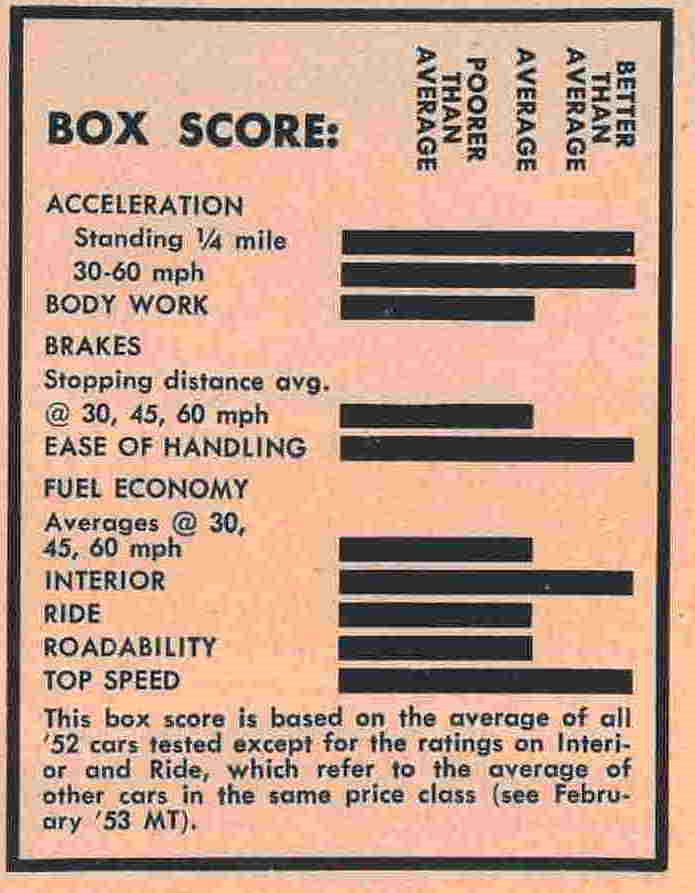 POORER
THAN
AVERAGE
AVERAGE
BETTER
THAN
AVERAGE
BOX SCORE:
ACCELERATION
Standing ¼ mile
30-60 mph
BODY WORK
BRAKES
Stopping distance avg.
@ 30, 45, 60 mph
EASE OF HANDLING
FUEL ECONOMY
Averages @ 30,
45, 60 mph
INTERIOR
RIDE
ROADABILITY
TOP SPEED
This box score is based on the average of all
'52 cars tested except for the ratings on Interi-
or and Ride, which refer to the average of
other cars in the same price class (see Febru-
ary '53 MT).